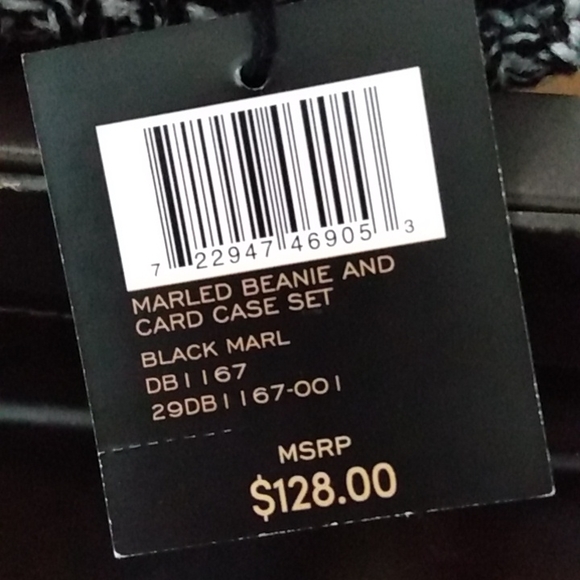 7 22947 46905 3
MARLED BEANIE AND
CARD CASE SET
BLACK MARL
DB1167
29DB1167-001
MSRP
$128.00